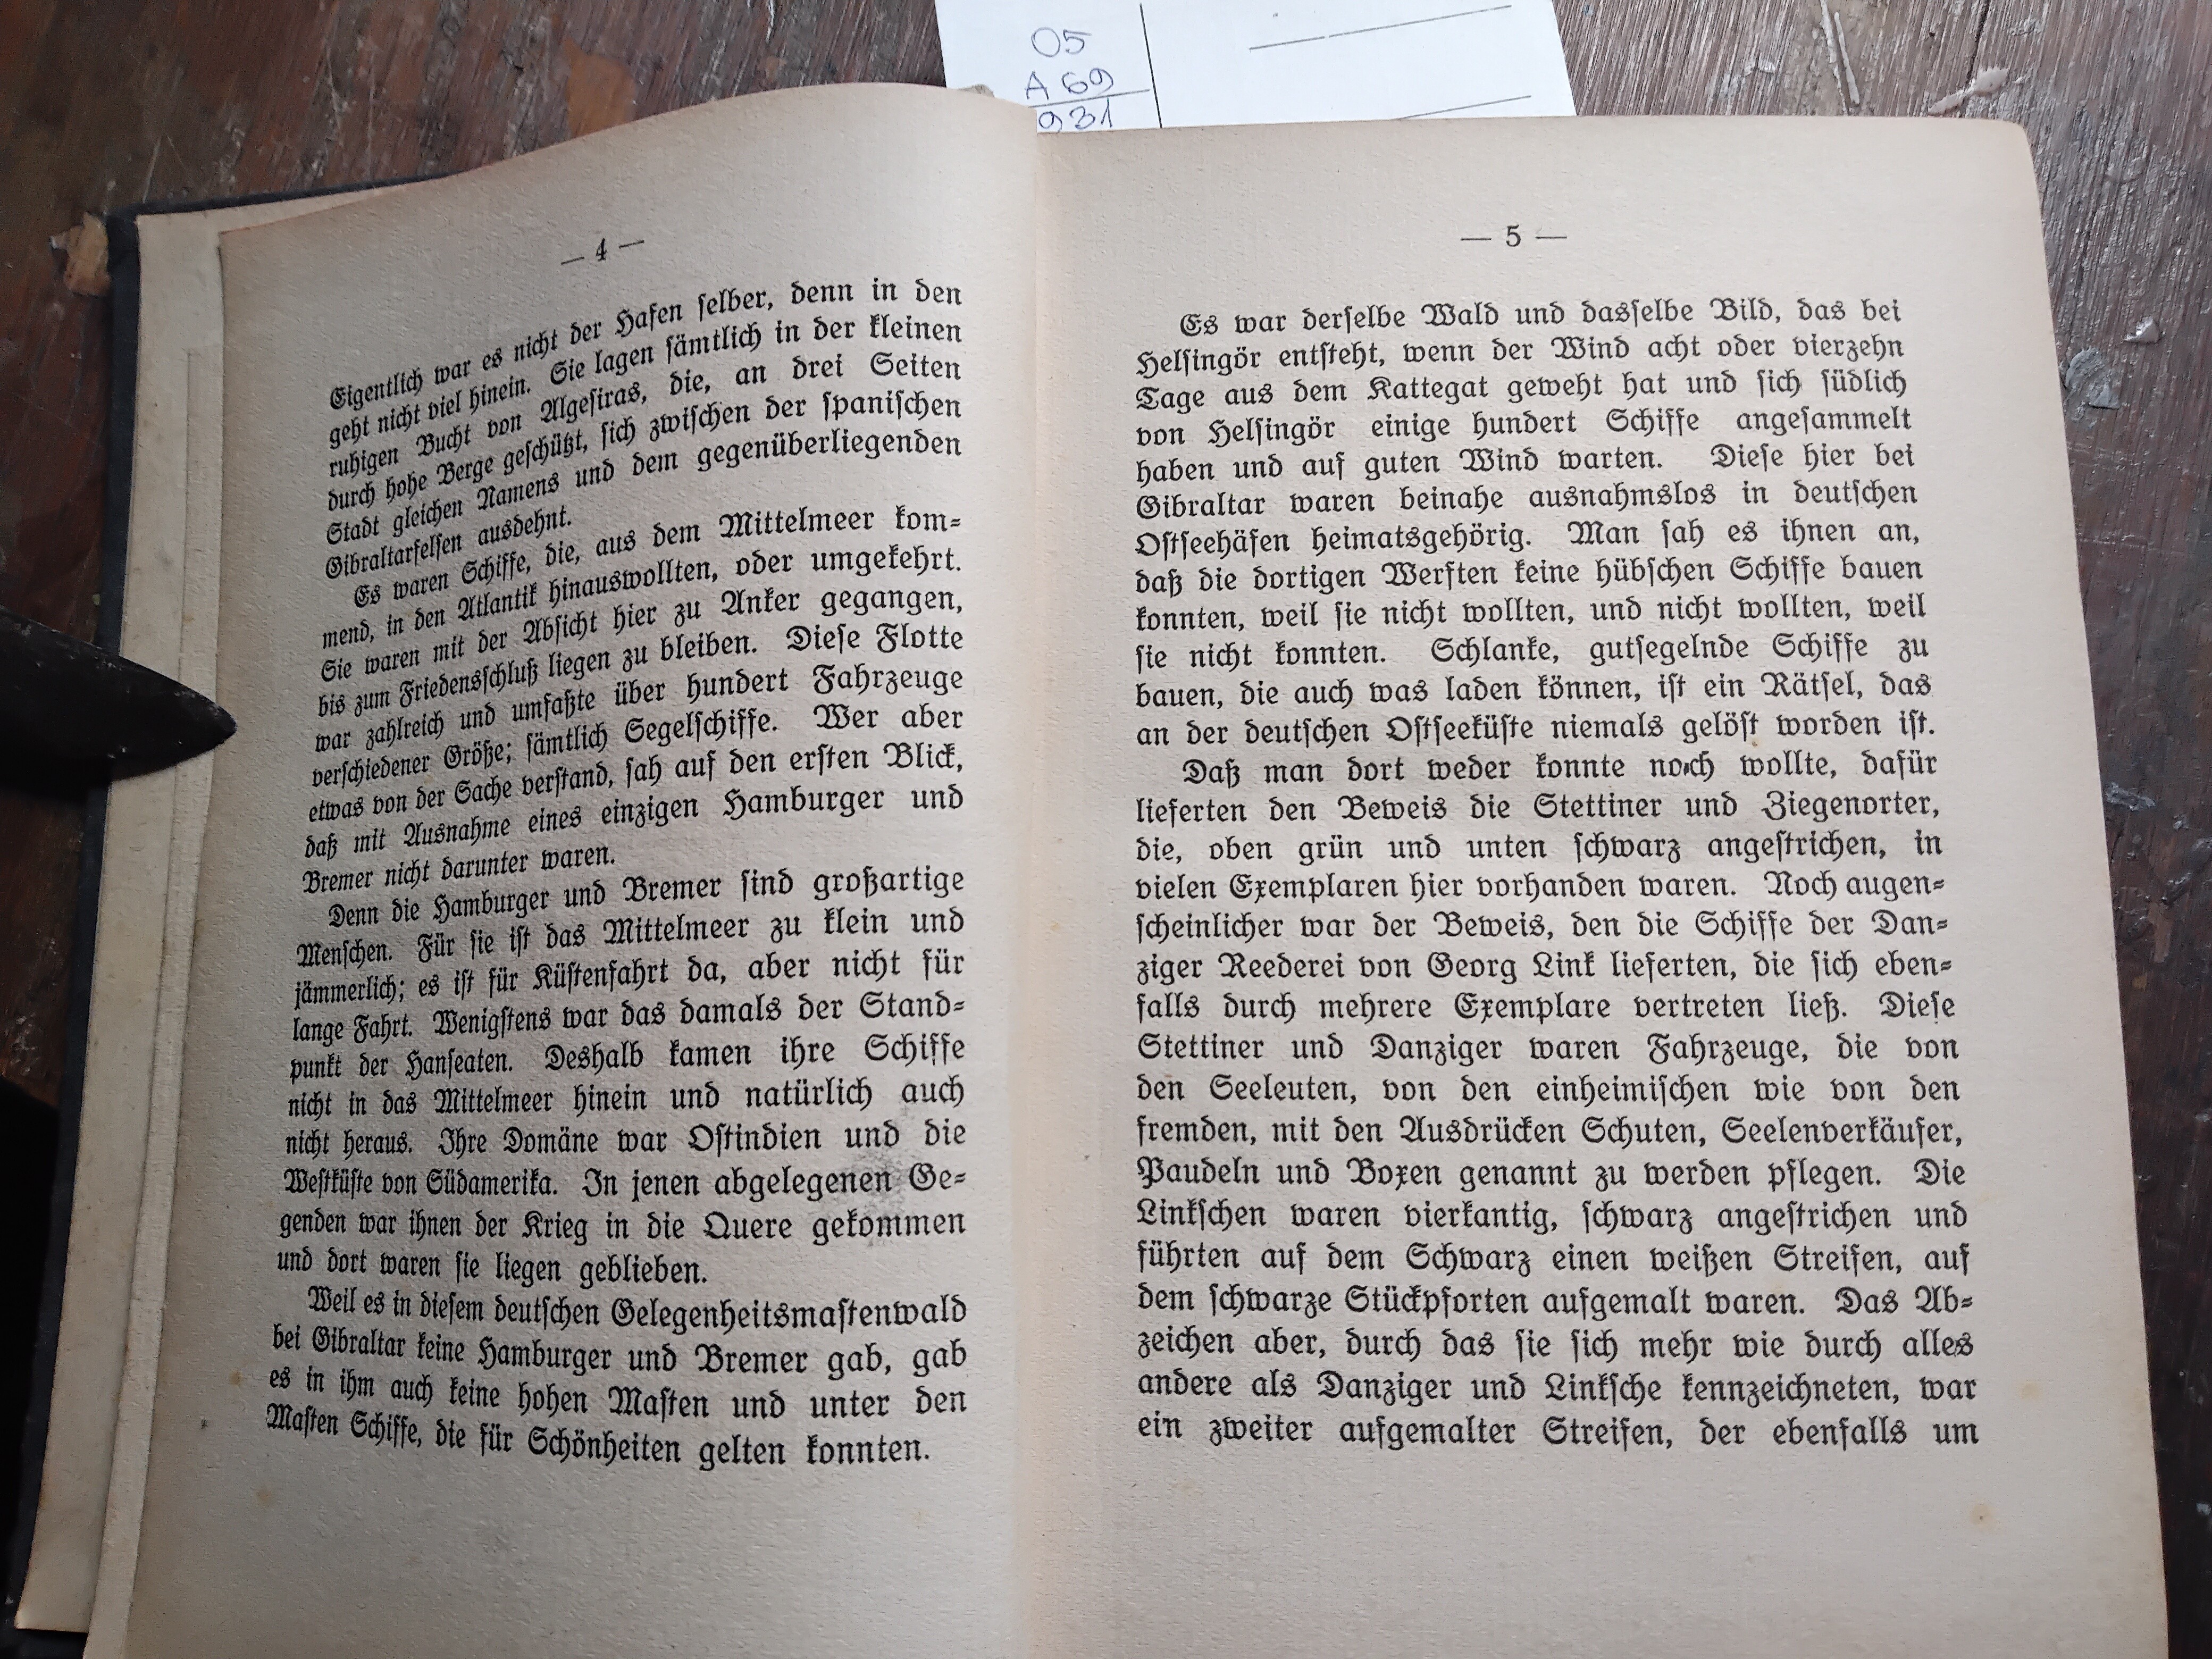 05
A 69
931
— 4 —
Eigentlich war es nicht der Hafen selber, denn in den
geht nicht viel hinein. Sie lagen sämtlich in der kleinen
ruhigen Bucht von Algesiras, die, an drei Seiten
durch hohe Berge geschützt, sich zwischen der spanischen
Stadt gleichen Namens und dem gegenüberliegenden
Gibraltarfelsen ausdehnt.
Es waren Schiffe, die, aus dem Mittelmeer kom-
mend, in den Atlantik hinauswollten, oder umgekehrt.
Sie waren mit der Absicht hier zu Anker gegangen,
bis zum Friedensschluß liegen zu bleiben. Diese Flotte
war zahlreich und umfaßte über hundert Fahrzeuge
verschiedener Größe; sämtlich Segelschiffe. Wer aber
etwas von der Sache verstand, sah auf den ersten Blick,
daß mit Ausnahme eines einzigen Hamburger und
Bremer nicht darunter waren.
Denn die Hamburger und Bremer sind großartige
Menschen. Für sie ist das Mittelmeer zu klein und
jämmerlich; es ist für Küstenfahrt da, aber nicht für
lange Fahrt. Wenigstens war das damals der Stand-
punkt der Hanseaten. Deshalb kamen ihre Schiffe
nicht in das Mittelmeer hinein und natürlich auch
nicht heraus. Ihre Domäne war Ostindien und die
Westküste von Südamerika. In jenen abgelegenen Ge-
genden war ihnen der Krieg in die Quere gekommen
und dort waren sie liegen geblieben.
Weil es in diesem deutschen Gelegenheitsmastenwald
bei Gibraltar keine Hamburger und Bremer gab, gab
es in ihm auch keine hohen Masten und unter den
Masten Schiffe, die für Schönheiten gelten konnten.
— 5 —
Es war derselbe Wald und dasselbe Bild, das bei
Helsingör entsteht, wenn der Wind acht oder vierzehn
Tage aus dem Kattegat geweht hat und sich südlich
von Helsingör einige hundert Schiffe angesammelt
haben und auf guten Wind warten. Diese hier bei
Gibraltar waren beinahe ausnahmslos in deutschen
Ostseehäfen heimatsgehörig. Man sah es ihnen an,
daß die dortigen Werften keine hübschen Schiffe bauen
konnten, weil sie nicht wollten, und nicht wollten, weil
sie nicht konnten. Schlanke, gutsegelnde Schiffe zu
bauen, die auch was laden können, ist ein Rätsel, das
an der deutschen Ostseeküste niemals gelöst worden ist.
Daß man dort weder konnte noch wollte, dafür
lieferten den Beweis die Stettiner und Ziegenorter,
die, oben grün und unten schwarz angestrichen, in
vielen Exemplaren hier vorhanden waren. Noch augen-
scheinlicher war der Beweis, den die Schiffe der Dan-
ziger Reederei von Georg Link lieferten, die sich eben-
falls durch mehrere Exemplare vertreten ließ. Diese
Stettiner und Danziger waren Fahrzeuge, die von
den Seeleuten, von den einheimischen wie von den
fremden, mit den Ausdrücken Schuten, Seelenverkäufer,
Paudeln und Boxen genannt zu werden pflegen. Die
Linkschen waren vierkantig, schwarz angestrichen und
führten auf dem Schwarz einen weißen Streifen, auf
dem schwarze Stückpforten aufgemalt waren. Das Ab-
zeichen aber, durch das sie sich mehr wie durch alles
andere als Danziger und Linksche kennzeichneten, war
ein zweiter aufgemalter Streifen, der ebenfalls um